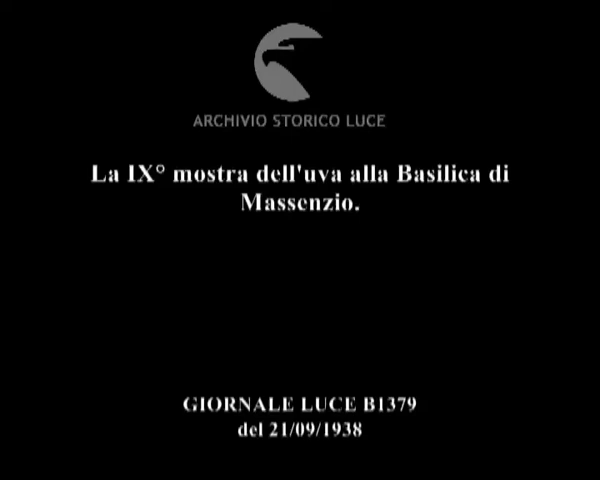 ARCHIVIO STORICO LUCE
La IX° mostra dell'uva alla Basilica di
Massenzio.
GIORNALE LUCE B1379
del 21/09/1938